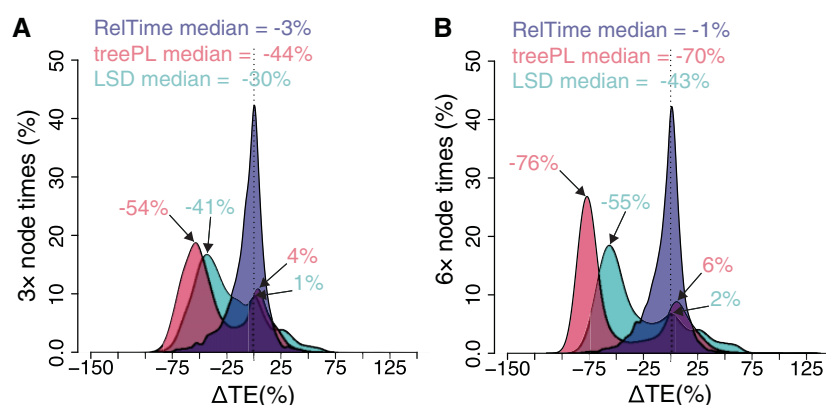 A
RelTime median = -3%
treePL median = -44%
LSD median = -30%
3× node times (%)
50
40
30
20
10
0.0
-54%
-41%
4%
1%
−150
−75
−25
25
75
125
ΔTE(%)
B
RelTime median = -1%
treePL median = -70%
LSD median = -43%
6× node times (%)
50
40
30
20
10
0.0
-76%
-55%
6%
2%
−150
−75
−25
25
75
125
ΔTE(%)